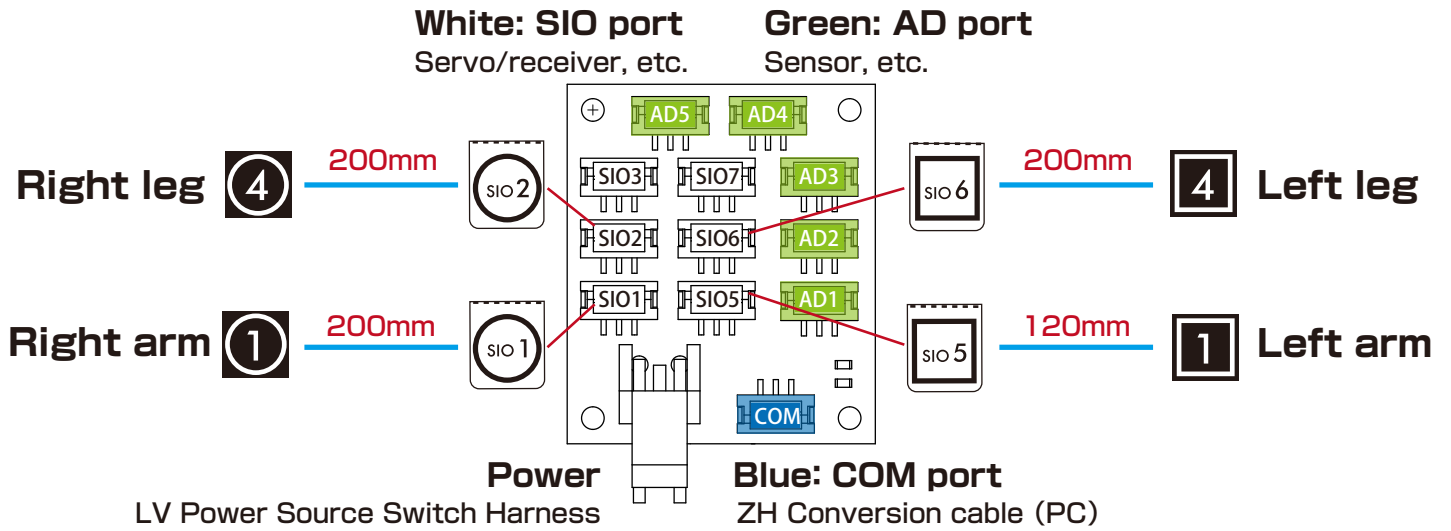 White: SIO port
Servo/receiver, etc.
Green: AD port
Sensor, etc.
AD5
AD4
Right leg 4
200mm
SIO 2
SIO3
SIO7
AD3
SIO 6
200mm
4 Left leg
SIO2
SIO6
AD2
Right arm 1
200mm
SIO 1
SIO1
SIO5
AD1
SIO 5
120mm
1 Left arm
COM
Power
LV Power Source Switch Harness
Blue: COM port
ZH Conversion cable (PC)